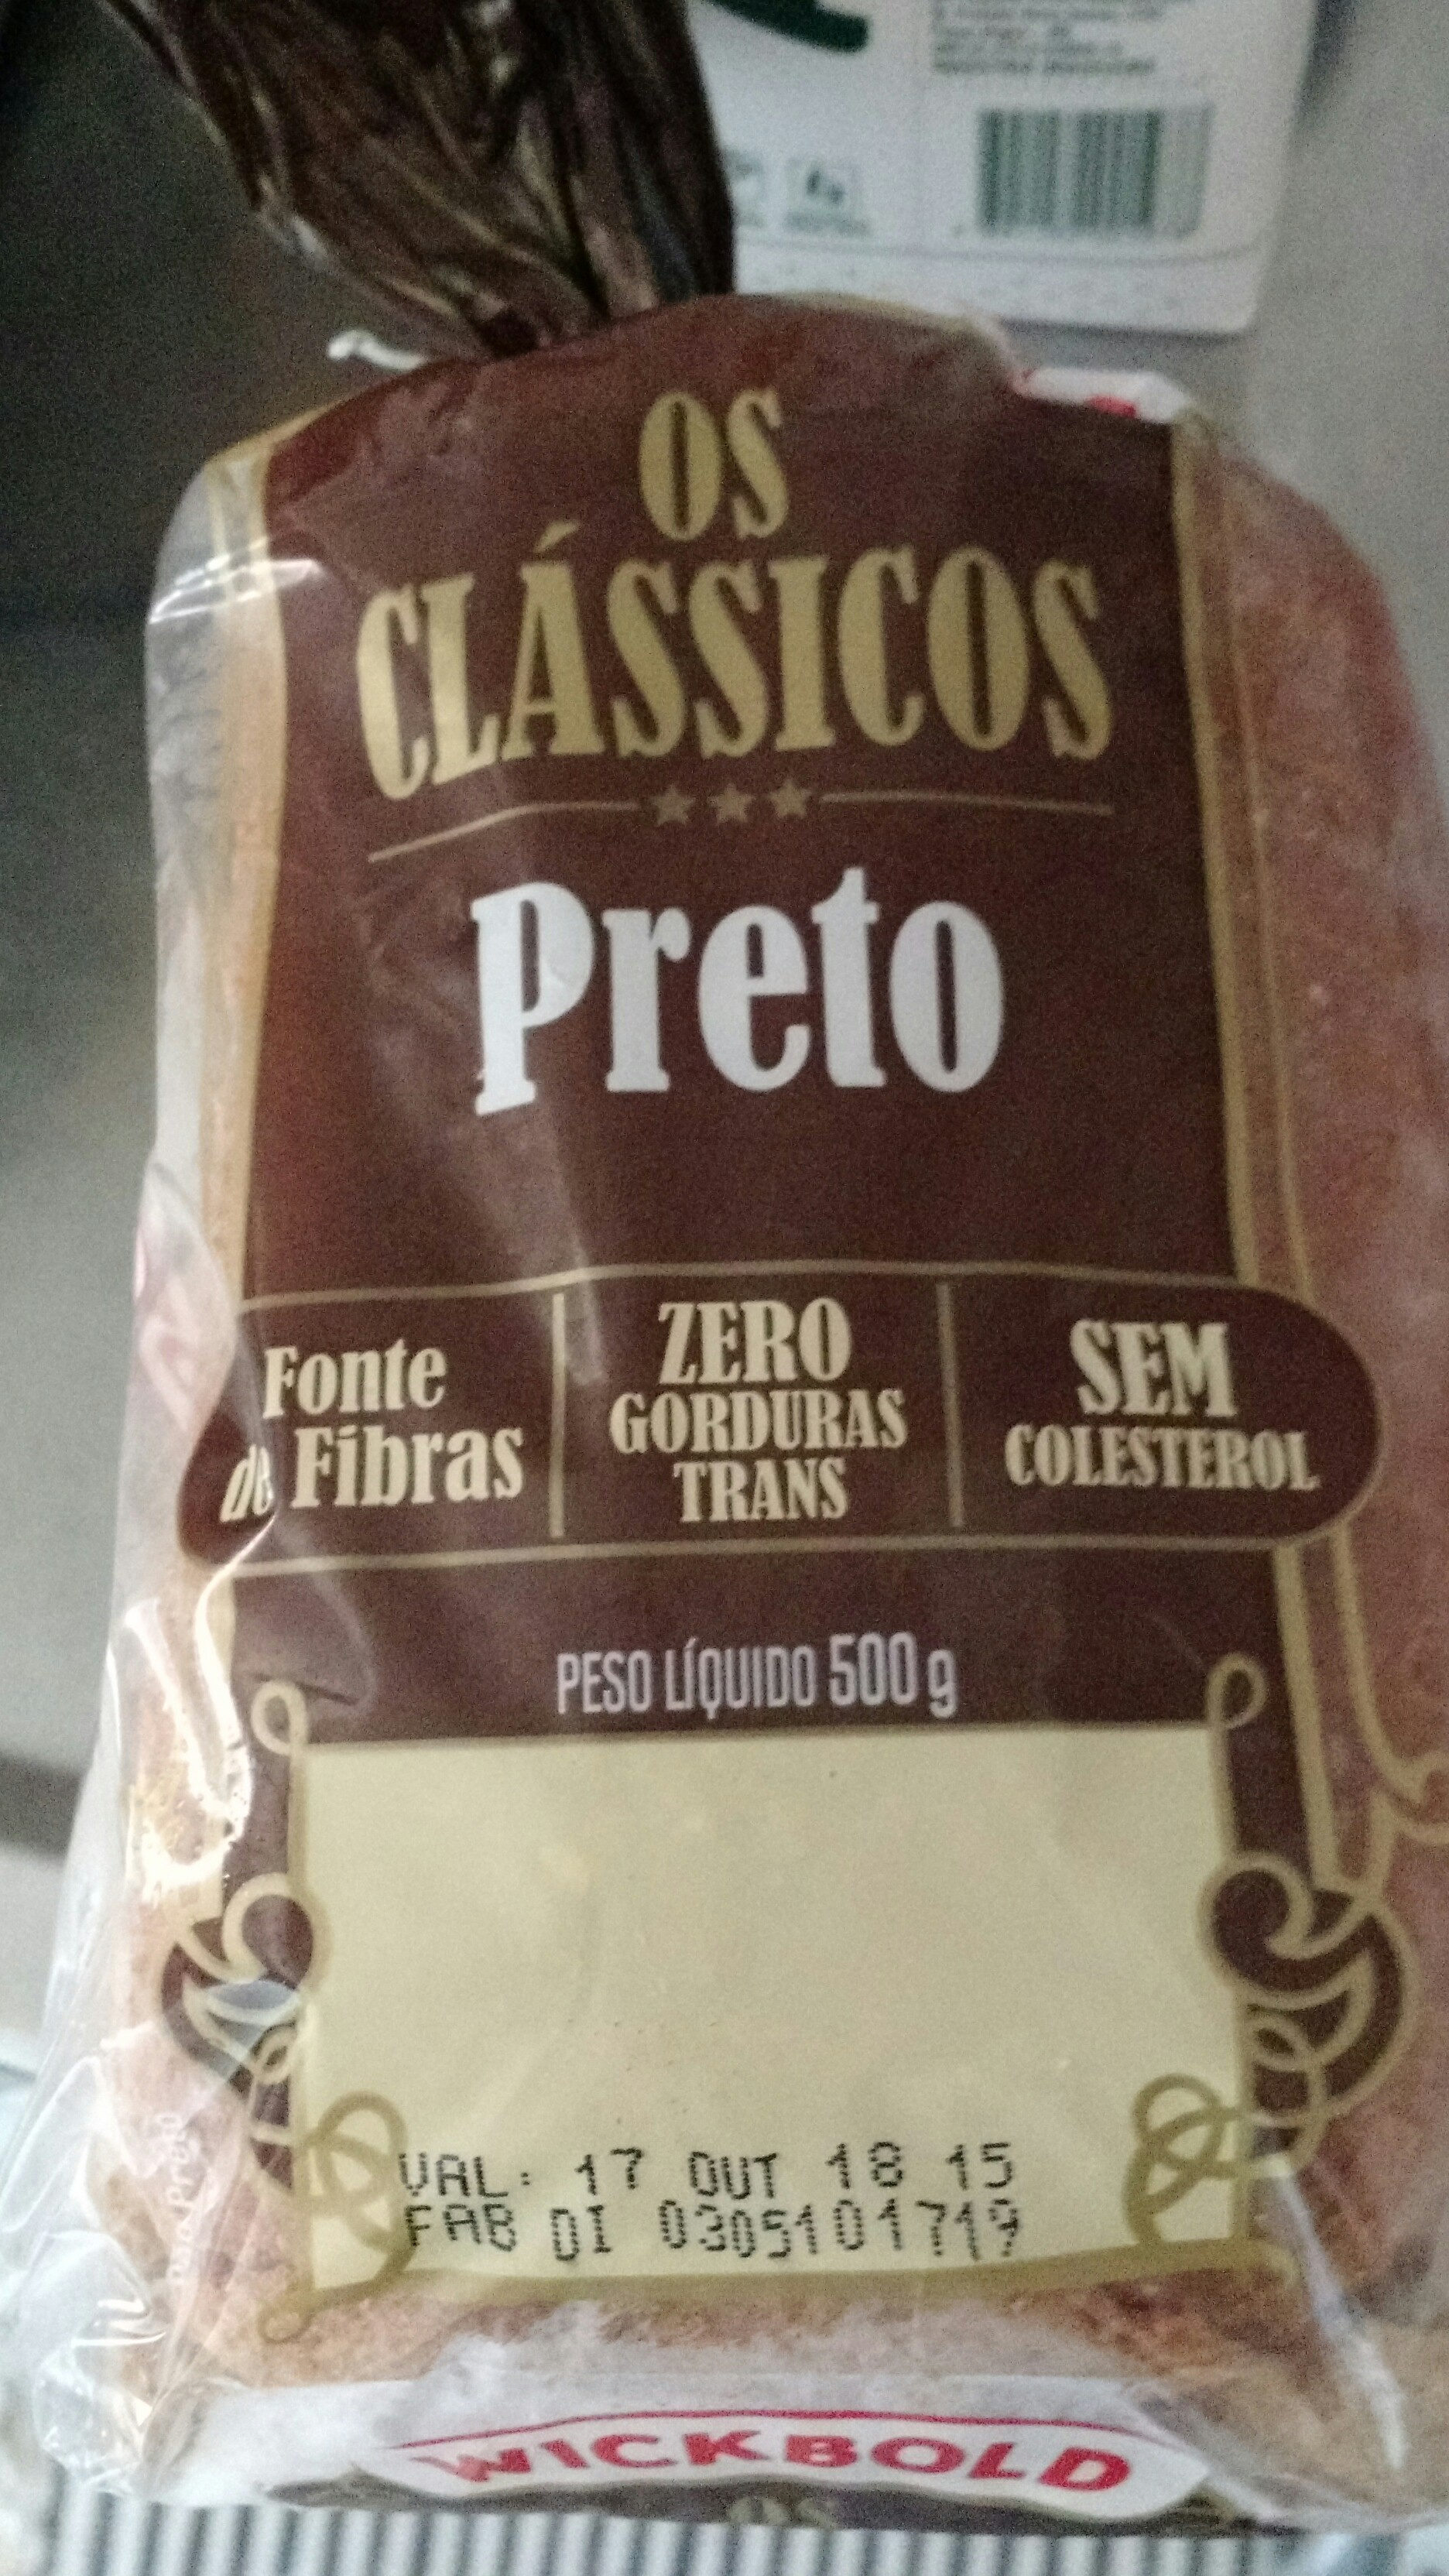 OS
CLÁSSICOS
Preto
Fonte
de Fibras
ZERO
GORDURAS
TRANS
SEM
COLESTEROL
PESO LÍQUIDO 500 g
VAL. 17 OUT 18 15
FAB 01
WICKBOLD
OS